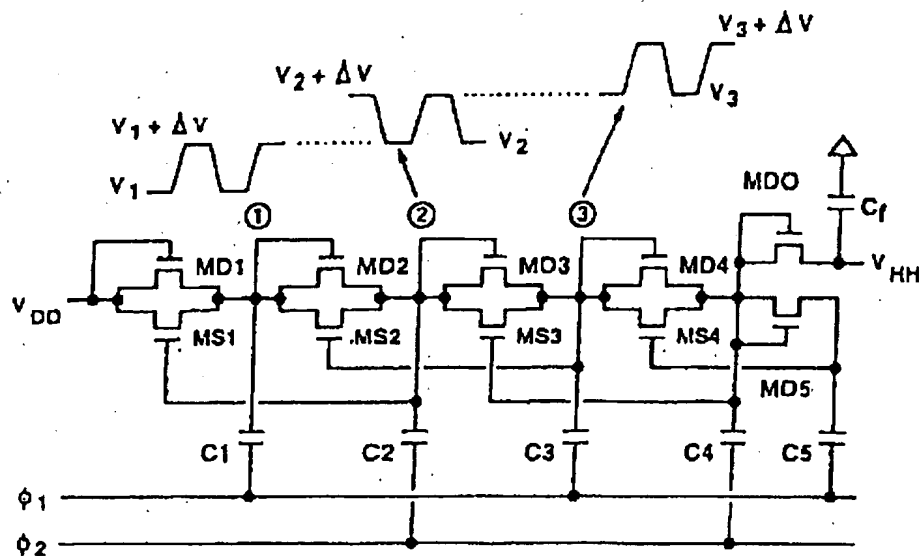 V3 + ΔV
V2 + ΔV
V3
V1 + ΔV
V2
V1
MDO
Cf
① ② ③
MD1 MD2 MD3 MD4
VHH
VDD
MS1 .MS2 MS3 MS4
MD5
C1 C2 C3 C4 C5
ϕ1
ϕ2